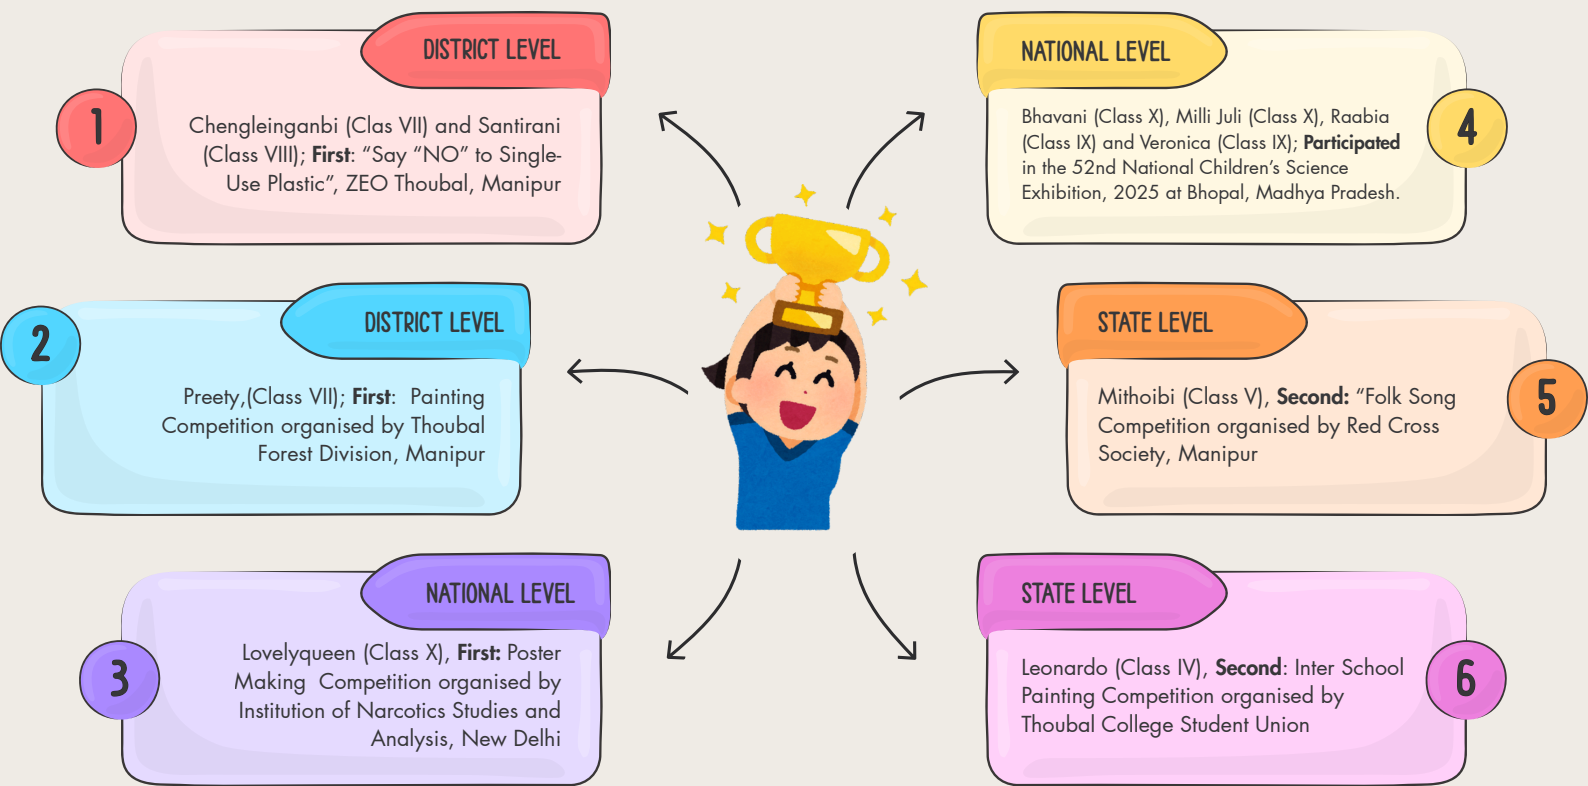 DISTRICT LEVEL
1
Chengleinganbi (Clas VII) and Santirani
(Class VIII); First: “Say “NO” to Single-
Use Plastic”, ZEO Thoubal, Manipur
DISTRICT LEVEL
2
Preety,(Class VII); First: Painting
Competition organised by Thoubal
Forest Division, Manipur
NATIONAL LEVEL
3
Lovelyqueen (Class X), First: Poster
Making Competition organised by
Institution of Narcotics Studies and
Analysis, New Delhi
NATIONAL LEVEL
4
Bhavani (Class X), Milli Juli (Class X), Raabia
(Class IX) and Veronica (Class IX); Participated
in the 52nd National Children’s Science
Exhibition, 2025 at Bhopal, Madhya Pradesh.
STATE LEVEL
5
Mithoibi (Class V), Second: “Folk Song
Competition organised by Red Cross
Society, Manipur
STATE LEVEL
6
Leonardo (Class IV), Second: Inter School
Painting Competition organised by
Thoubal College Student Union